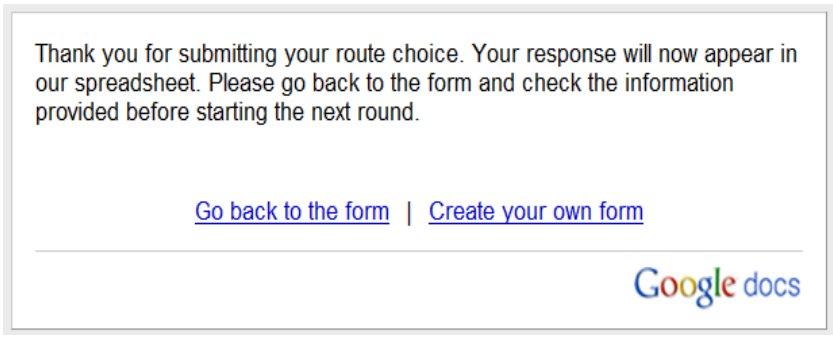 Thank you for submitting your route choice. Your response will now appear in
our spreadsheet. Please go back to the form and check the information
provided before starting the next round.
Go back to the form | Create your own form
Google docs